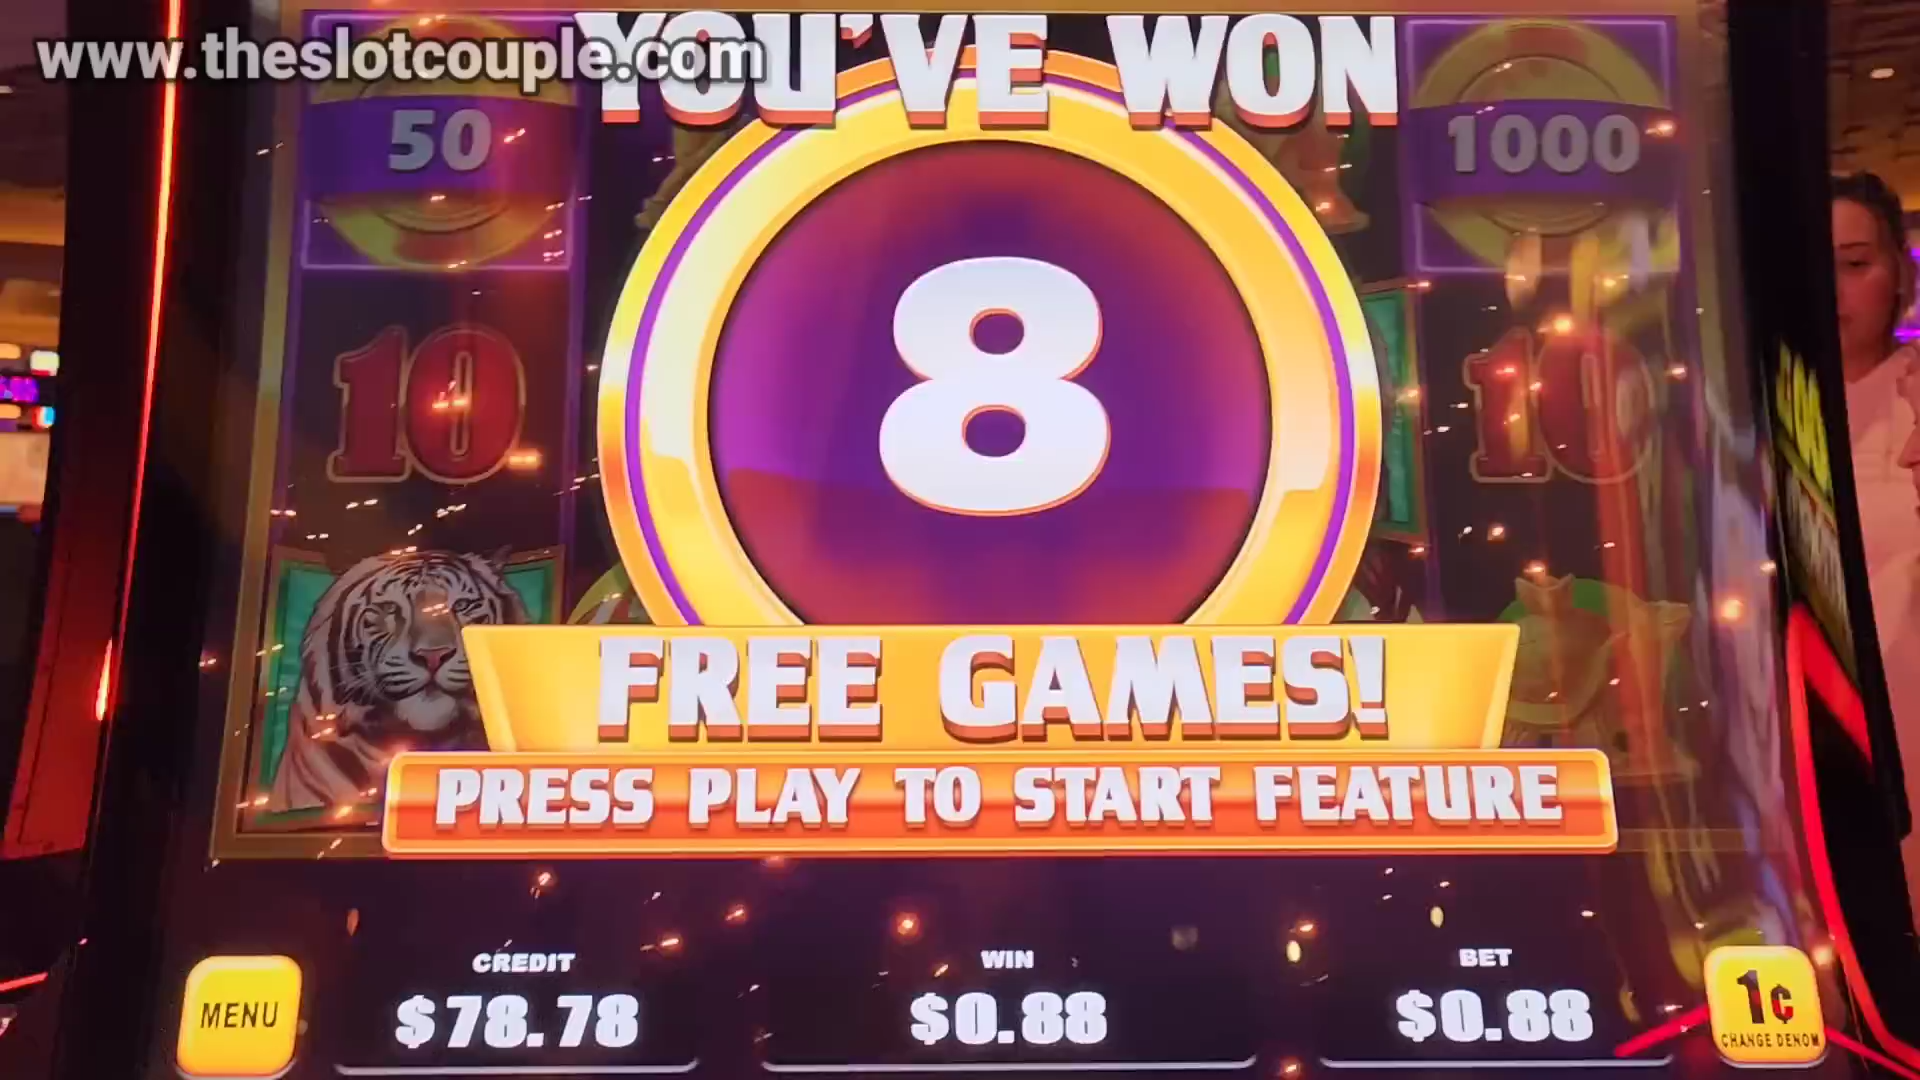 www.theslotcouple.com
YOU'VE WON
50
1000
8
10
10
FREE GAMES!
PRESS PLAY TO START FEATURE
MENU
CREDIT
$78.78
WIN
$0.88
BET
$0.88
1¢
CHANGE DENOM